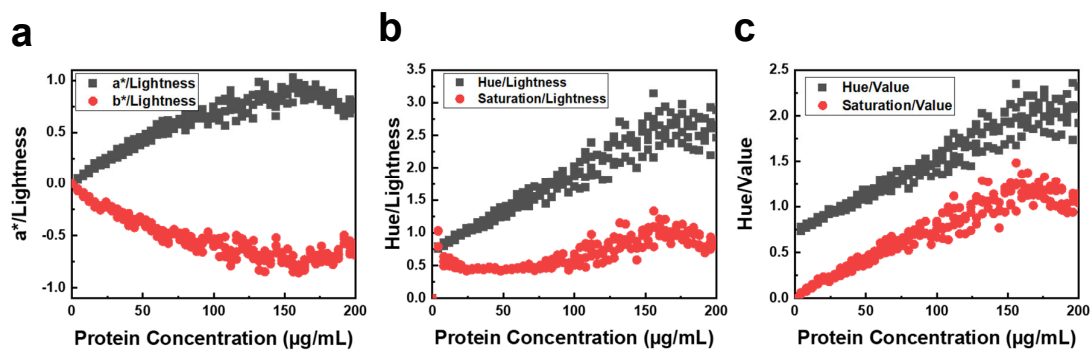 a
a*/Lightness
b*/Lightness
1.0
0.5
0.0
-0.5
-1.0
a*/Lightness
0
50
100
150
200
Protein Concentration (µg/mL)
b
Hue/Lightness
Saturation/Lightness
3.5
3.0
2.5
2.0
1.5
1.0
0.5
0.0
Hue/Lightness
0
50
100
150
200
Protein Concentration (µg/mL)
c
Hue/Value
Saturation/Value
2.5
2.0
1.5
1.0
0.5
0.0
Hue/Value
0
50
100
150
200
Protein Concentration (µg/mL)